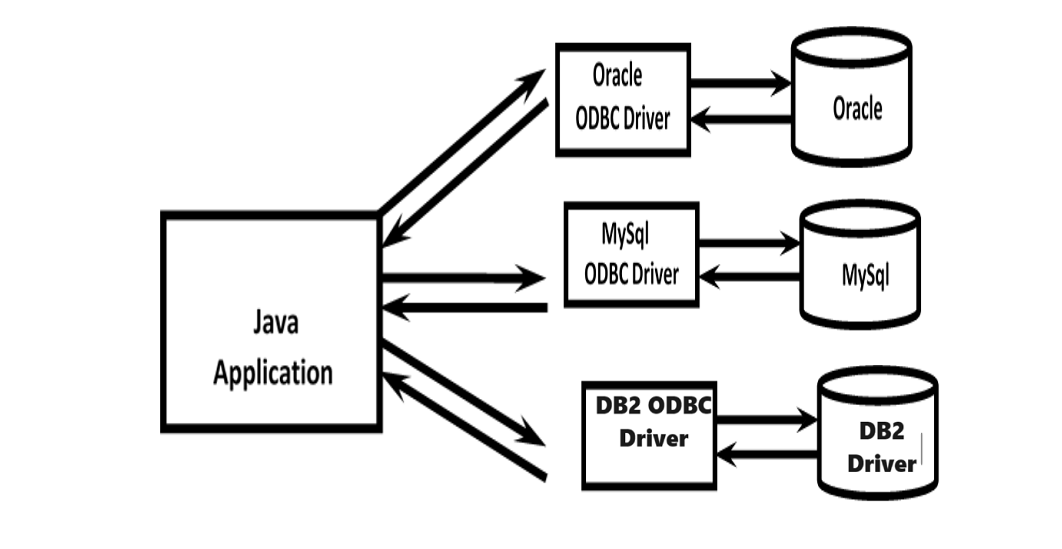 Oracle
ODBC Driver
Oracle
MySql
ODBC Driver
MySql
Java
Application
DB2 ODBC
Driver
DB2
Driver